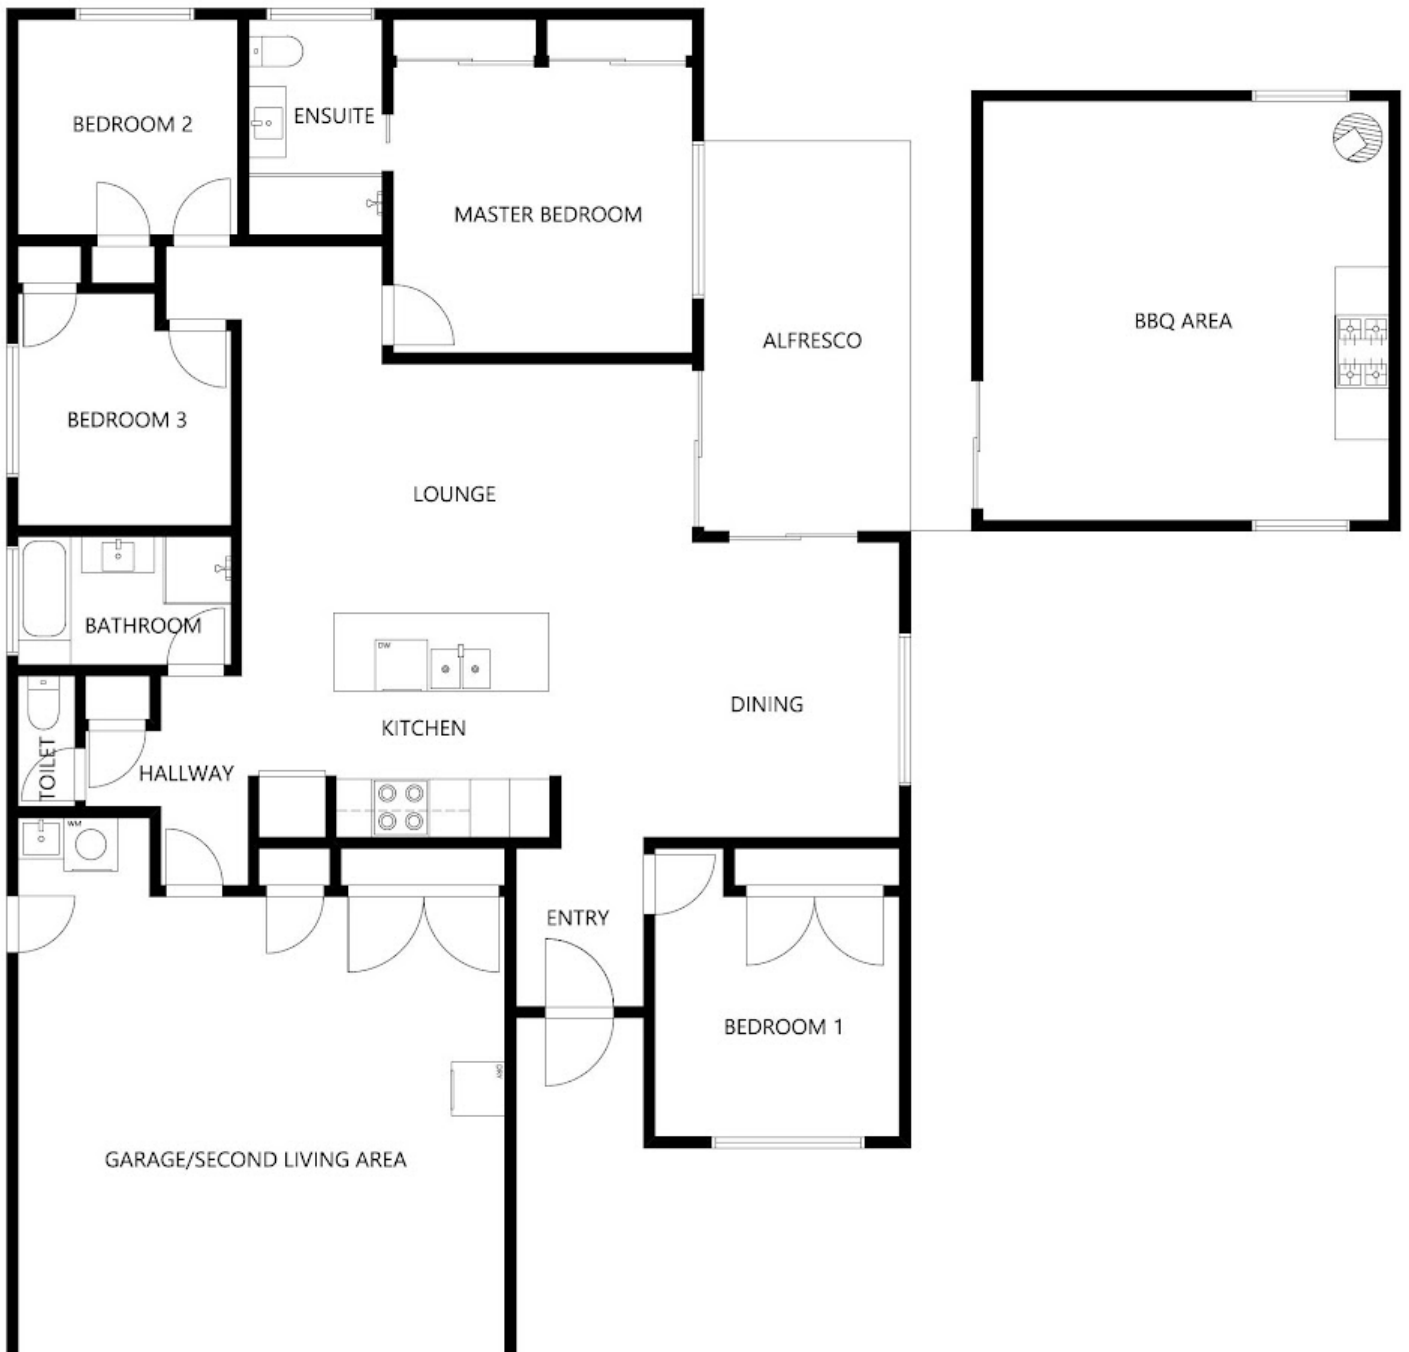 BEDROOM 2
ENSUITE
MASTER BEDROOM
ALFRESCO
BBQ AREA
BEDROOM 3
LOUNGE
BATHROOM
DW
KITCHEN
DINING
TOILET
HALLWAY
WM
ENTRY
BEDROOM 1
DRY
GARAGE/SECOND LIVING AREA